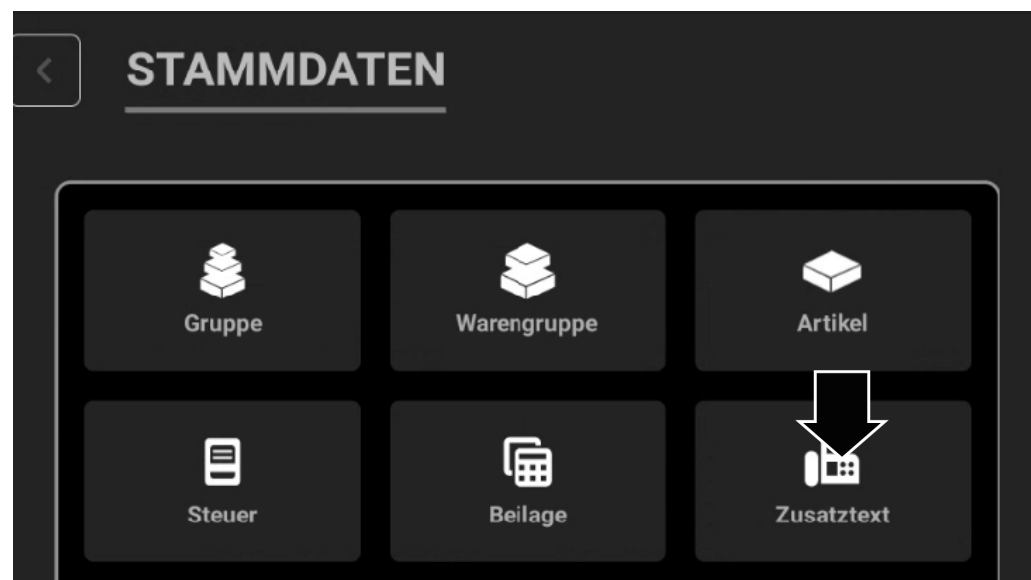 STAMMDATEN
Gruppe
Warengruppe
Artikel
Steuer
Beilage
Zusatztext